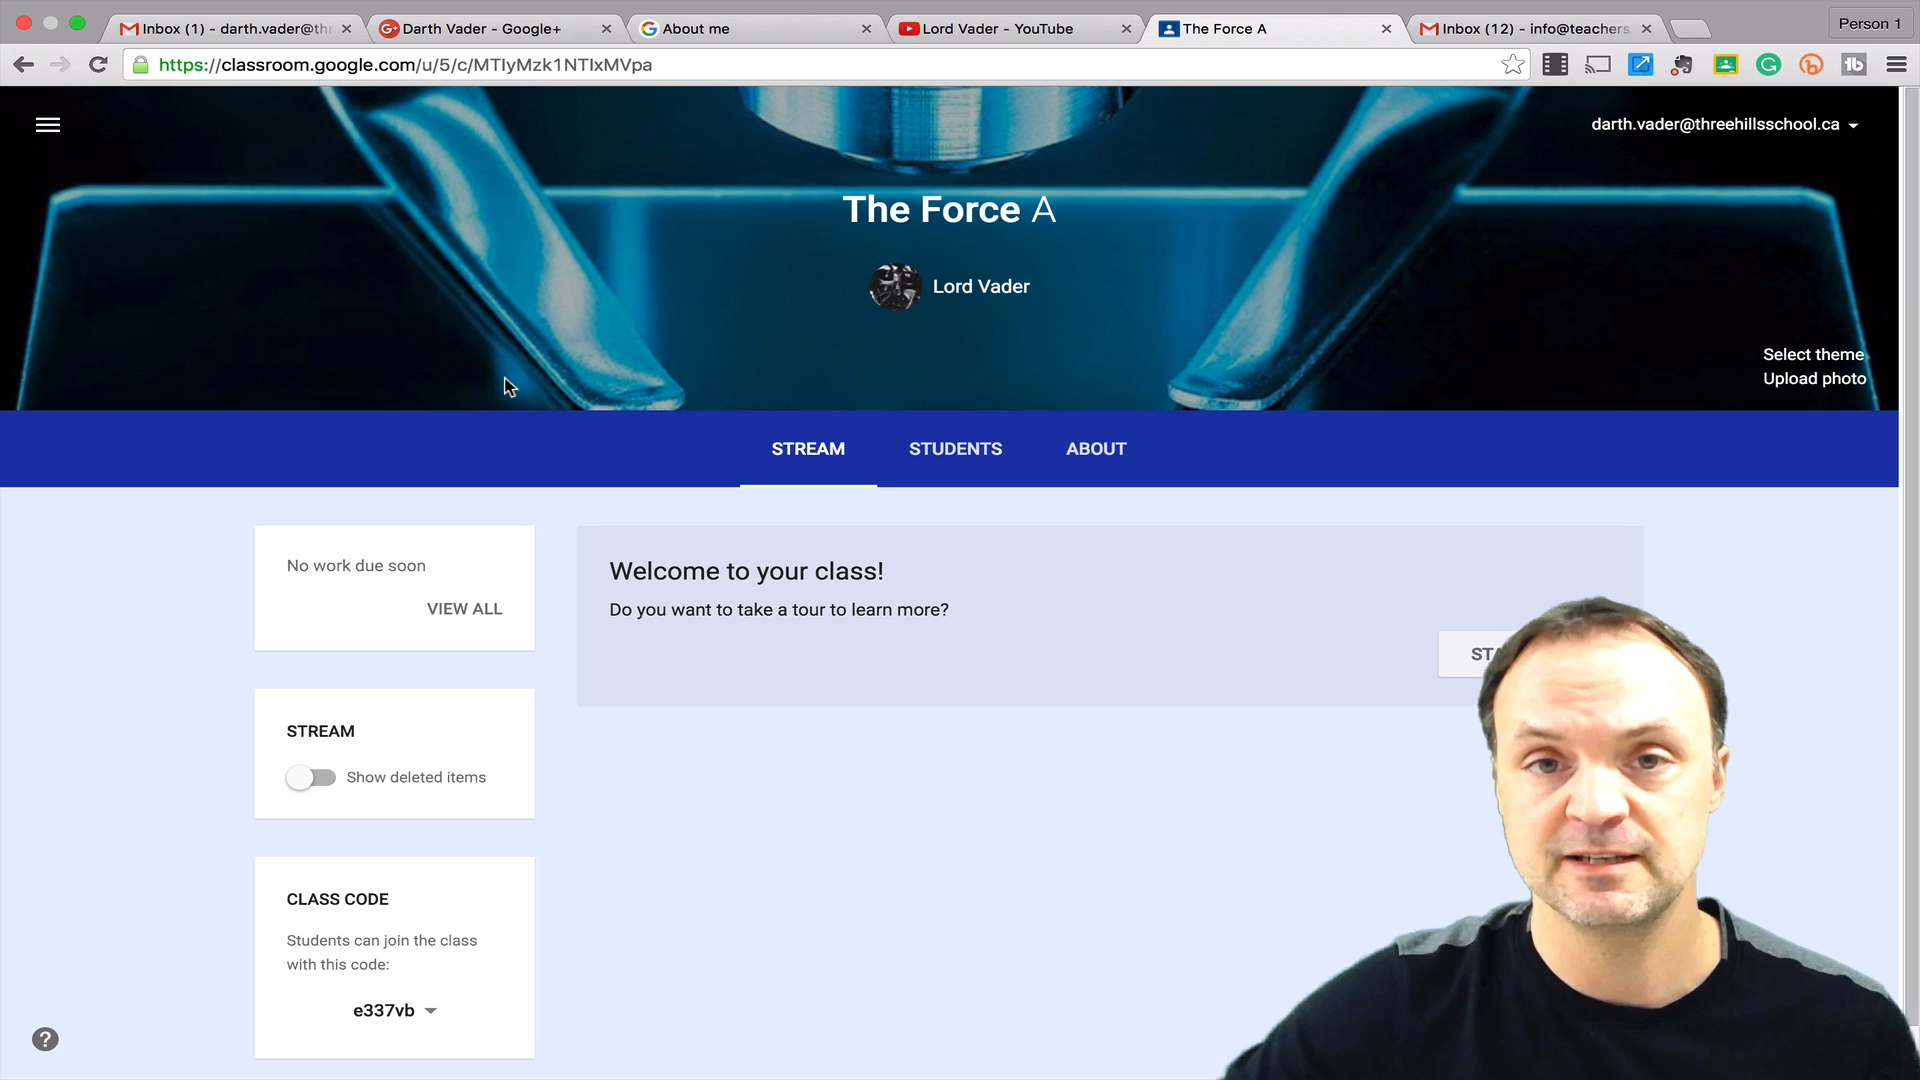 Inbox (1) - darth.vader@thr
Darth Vader - Google+
About me
Lord Vader - YouTube
The Force A
Inbox (12) - info@teachers.
Person 1
https://classroom.google.com/u/5/c/MTIyMzk1NTIxMVpa
darth.vader@threehillsschool.ca
The Force A
Lord Vader
Select theme
Upload photo
STREAM STUDENTS ABOUT
No work due soon
VIEW ALL
Welcome to your class!
Do you want to take a tour to learn more?
STREAM
Show deleted items
CLASS CODE
Students can join the class
with this code:
e337vb
?